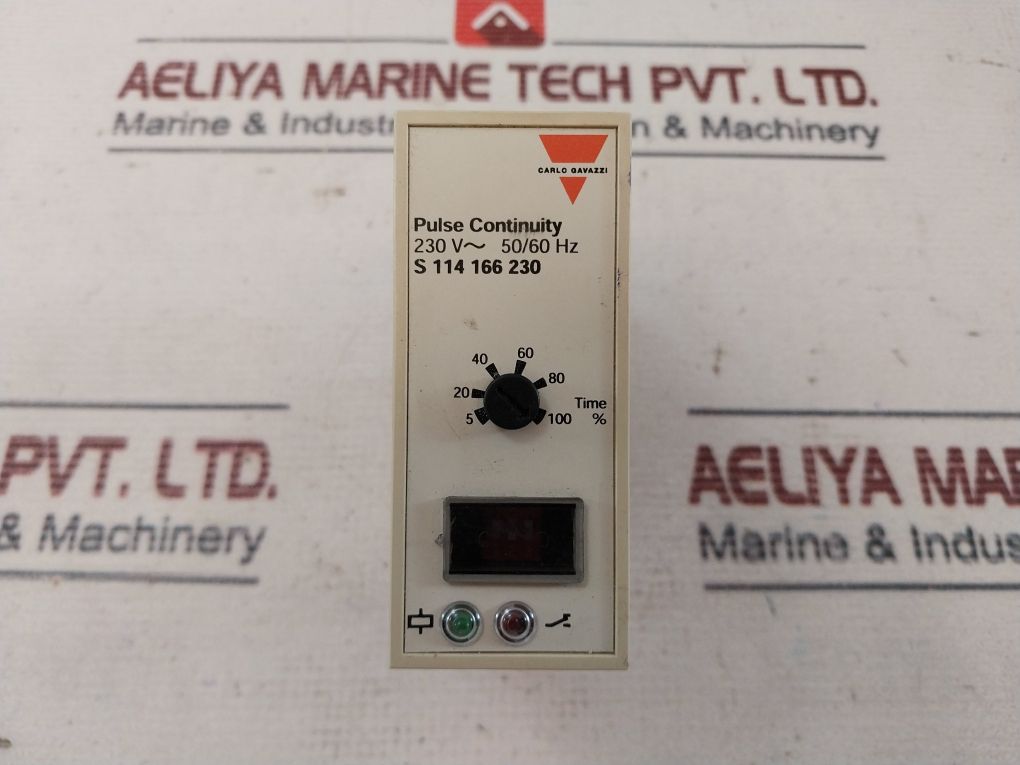 AELIYA MARINE TECH PVT. LTD.
Marine & Industr n & Machinery
CARLO GAVAZZI
Pulse Continuity
230 V~ 50/60 Hz
S 114 166 230
60
40
80
20
Time
5
100 %
PVT. LTD.
& Machinery
AELIYA MAR
Marine & Indus